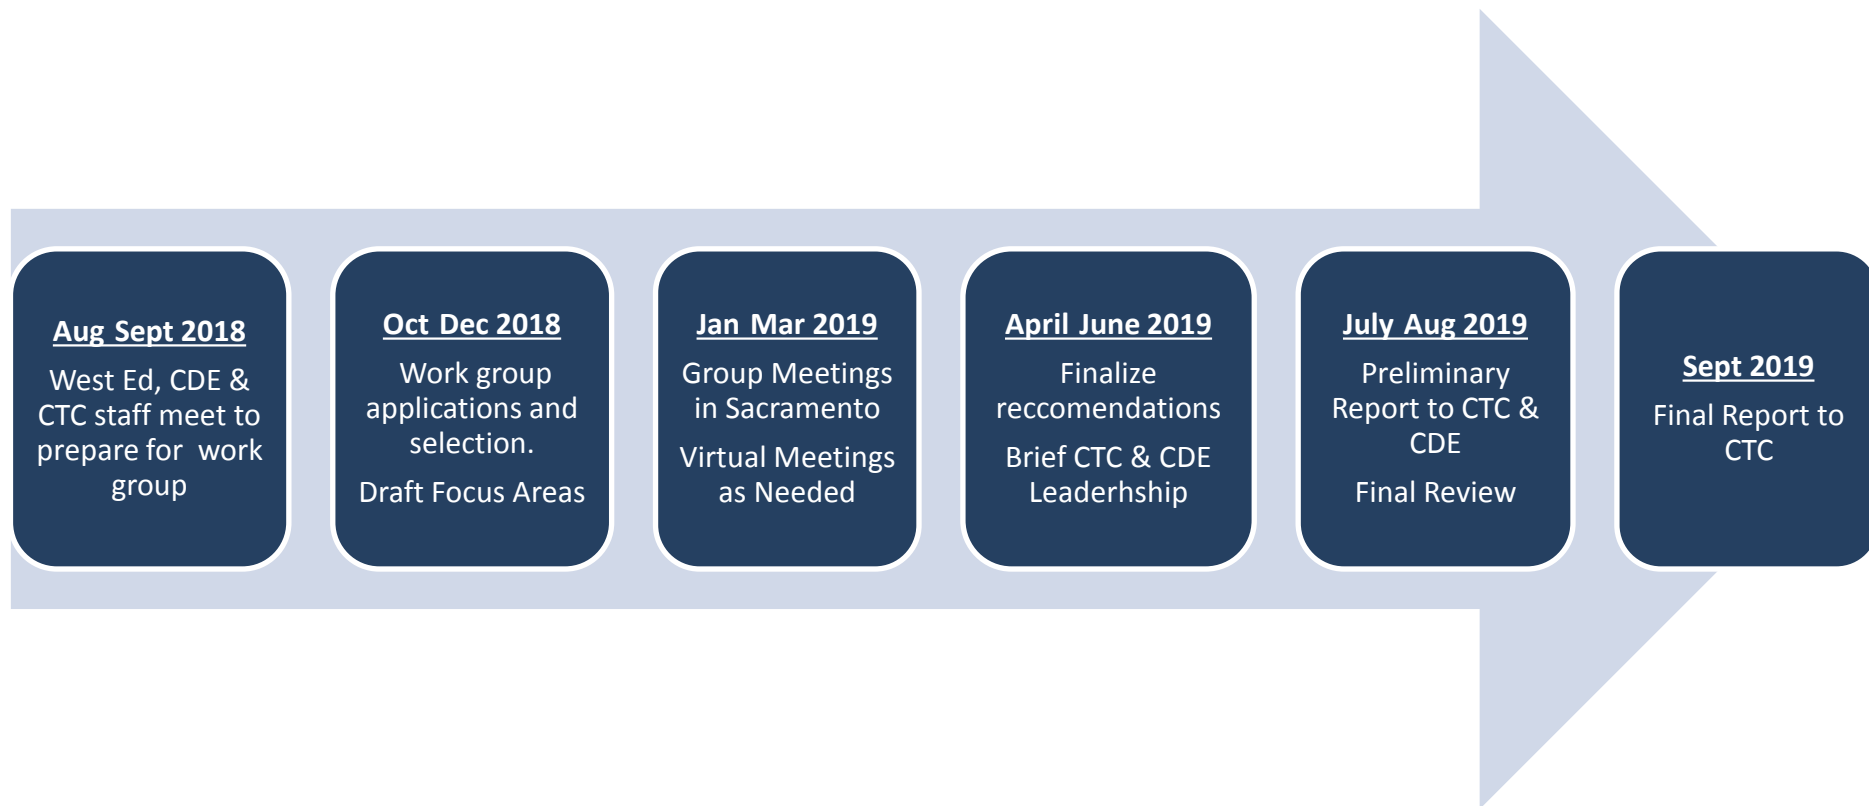 Aug Sept 2018
West Ed, CDE &
CTC staff meet to
prepare for work
group
Oct Dec 2018
Work group
applications and
selection.
Draft Focus Areas
Jan Mar 2019
Group Meetings
in Sacramento
Virtual Meetings
as Needed
April June 2019
Finalize
reccomendations
Brief CTC & CDE
Leaderhship
July Aug 2019
Preliminary
Report to CTC &
CDE
Final Review
Sept 2019
Final Report to
CTC